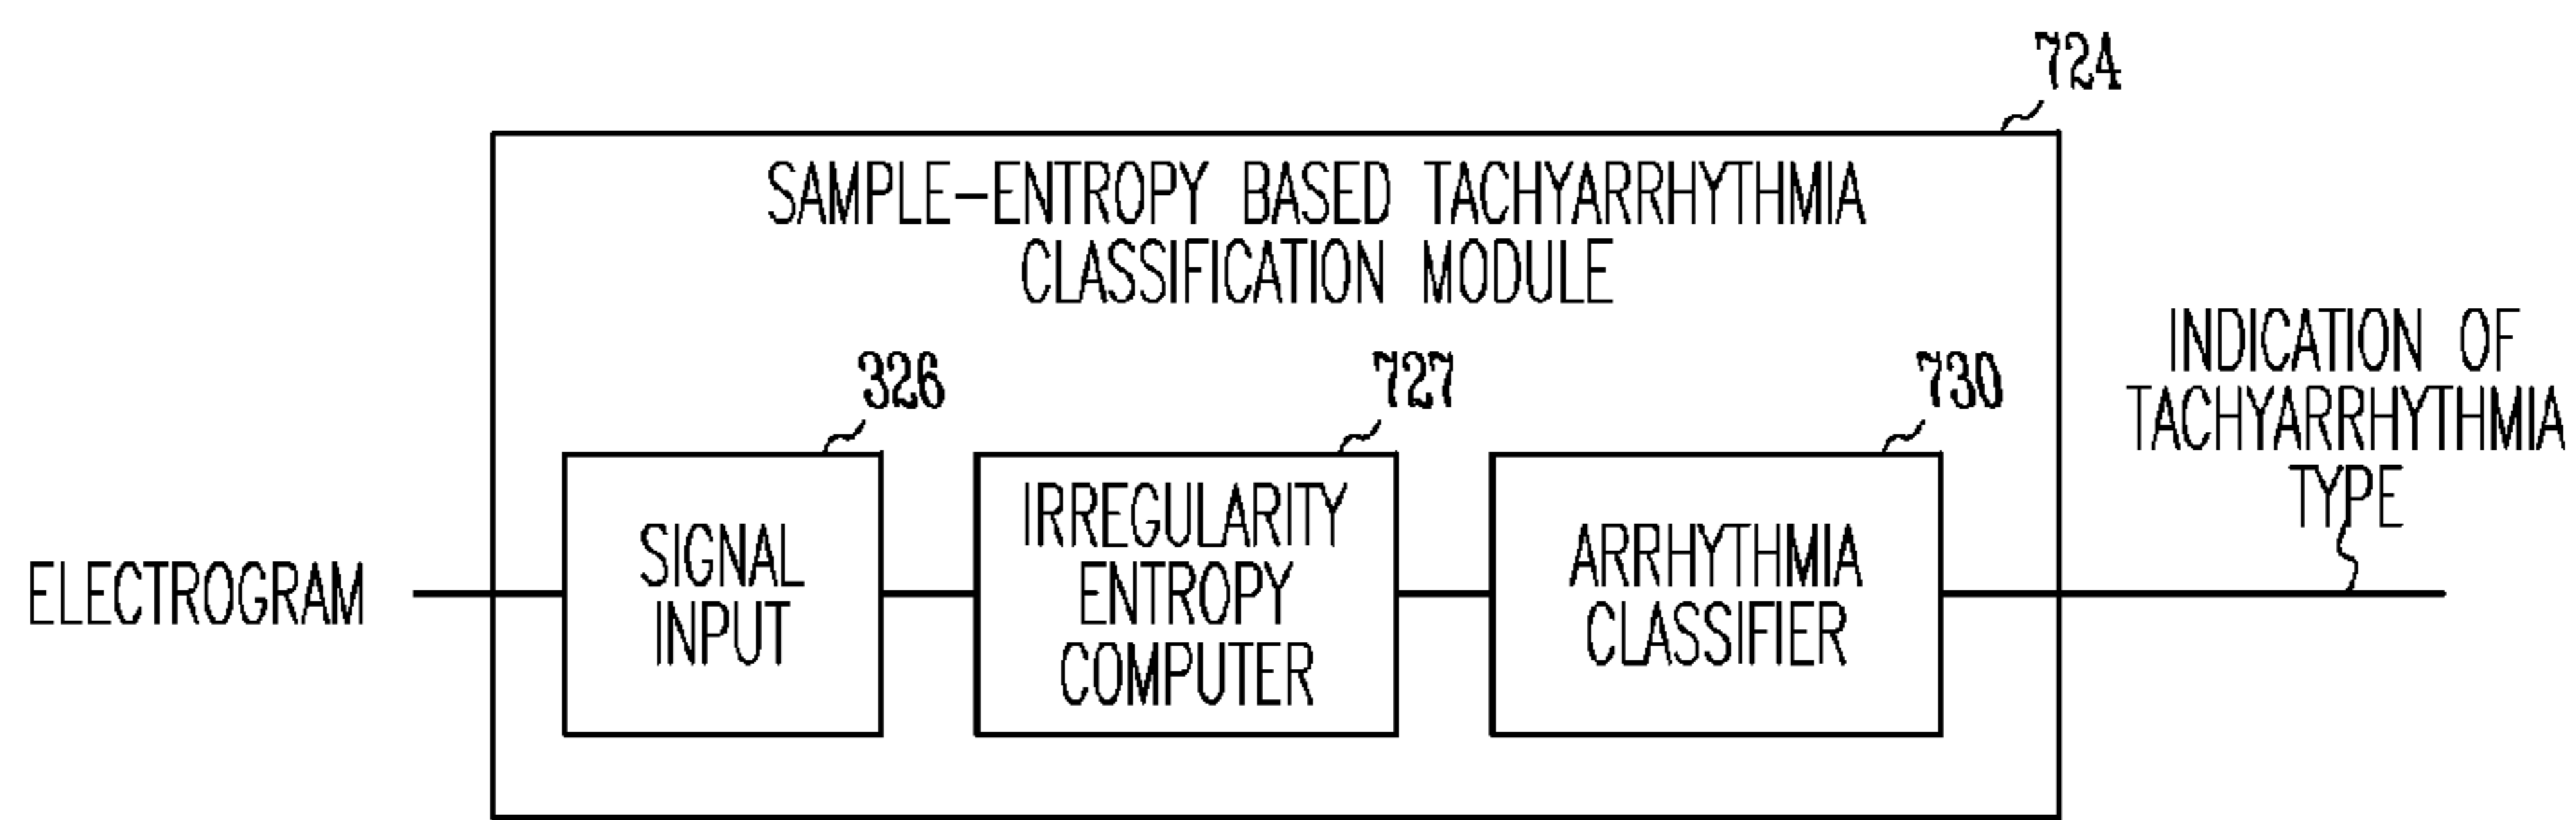 724
SAMPLE-ENTROPY BASED TACHYARRHYTHMIA
CLASSIFICATION MODULE
326
727
730
INDICATION OF
TACHYARRHYTHMIA
TYPE
ELECTROGRAM
SIGNAL
INPUT
IRREGULARITY
ENTROPY
COMPUTER
ARRHYTHMIA
CLASSIFIER